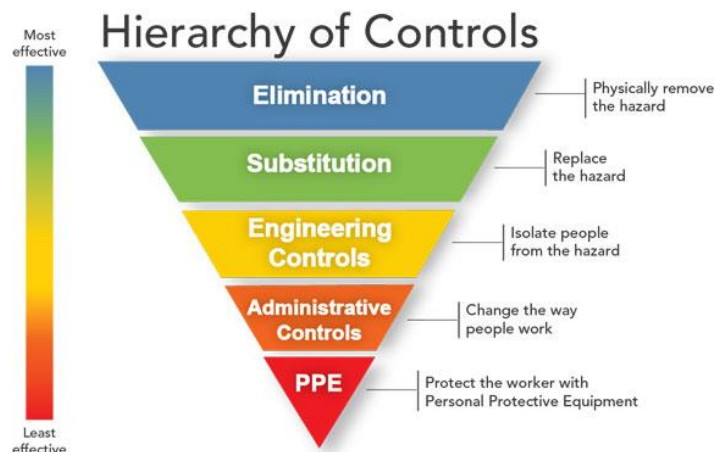 Hierarchy of Controls
Most
effective
Elimination
Physically remove
the hazard
Substitution
Replace
the hazard
Engineering
Controls
Isolate people
from the hazard
Administrative
Controls
Change the way
people work
PPE
Protect the worker with
Personal Protective Equipment
Least
effective